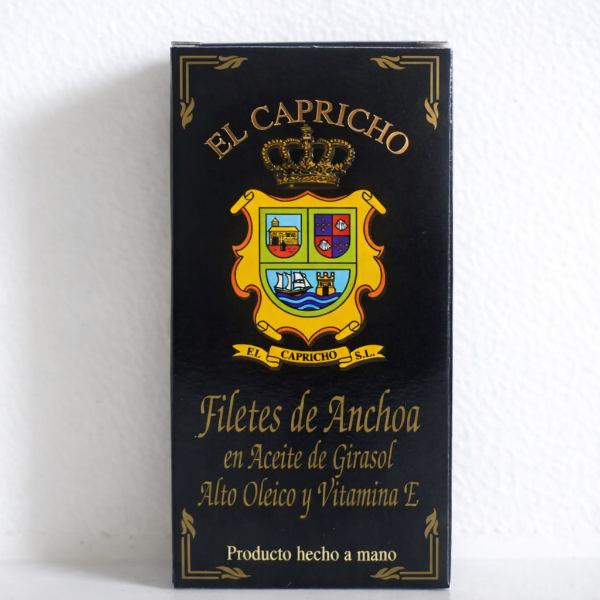 EL CAPRICHO
EL CAPRICHO S.L.
Filetes de Anchoa
en Aceite de Girasol
Alto Oleico y Vitamina E
Producto hecho a mano